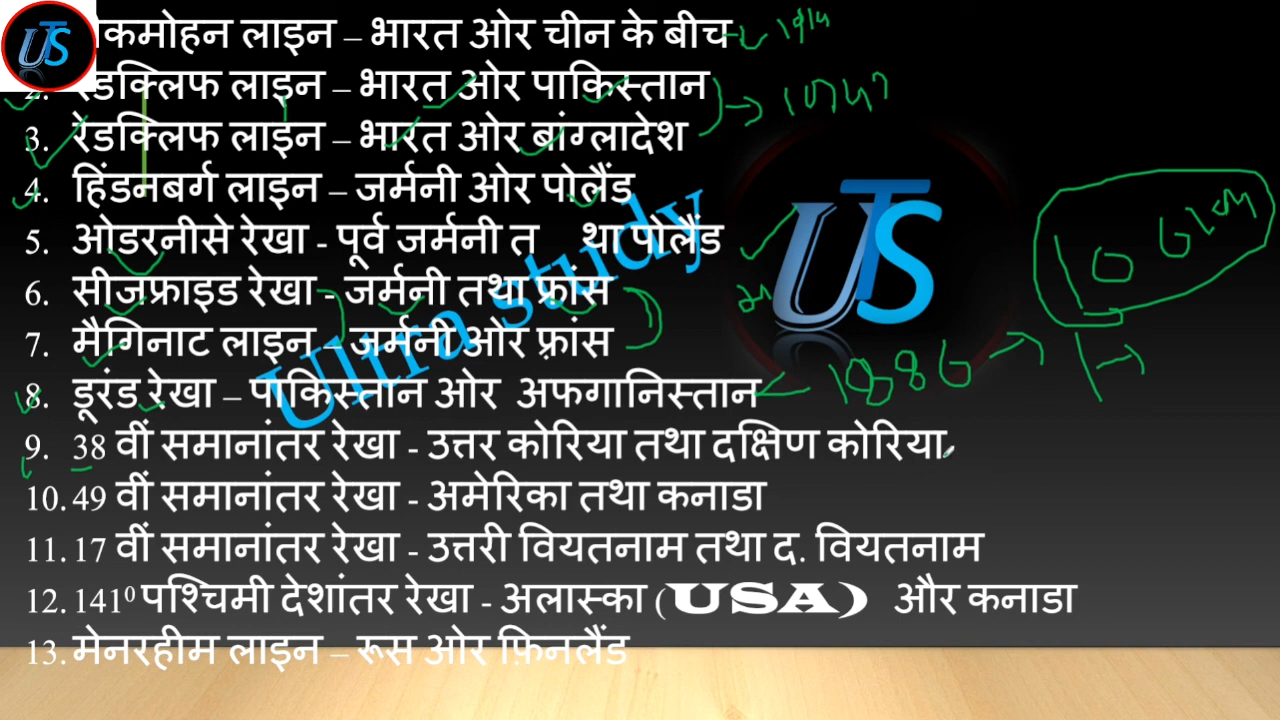 UTS
कमोहन लाइन – भारत ओर चीन के बीच 1914
2. रेडक्लिफ लाइन – भारत ओर पाकिस्तान 1947
3. रेडक्लिफ लाइन – भारत ओर बांग्लादेश
4. हिंडमबर्ग लाइन – जर्मनी ओर पोलैंड
5. ओडरनीसे रेखा - पूर्व जर्मनी त था पोलैंड
6. सीजफ्राइड रेखा - जर्मनी तथा फ्रांस
7. मैगिनाट लाइन – जर्मनी ओर फ़्रांस
8. डूरंड रेखा – पाकिस्तान ओर अफगानिस्तान
9. 38 वीं समानांतर रेखा - उत्तर कोरिया तथा दक्षिण कोरिया
10. 49 वीं समानांतर रेखा - अमेरिका तथा कनाडा
11. 17 वीं समानांतर रेखा - उत्तरी वियतनाम तथा द. वियतनाम
12. 141⁰ पश्चिमी देशांतर रेखा - अलास्का (USA) और कनाडा
13. मेनरहीम लाइन – रूस ओर फ़िनलैंड
Ultra study
UTS